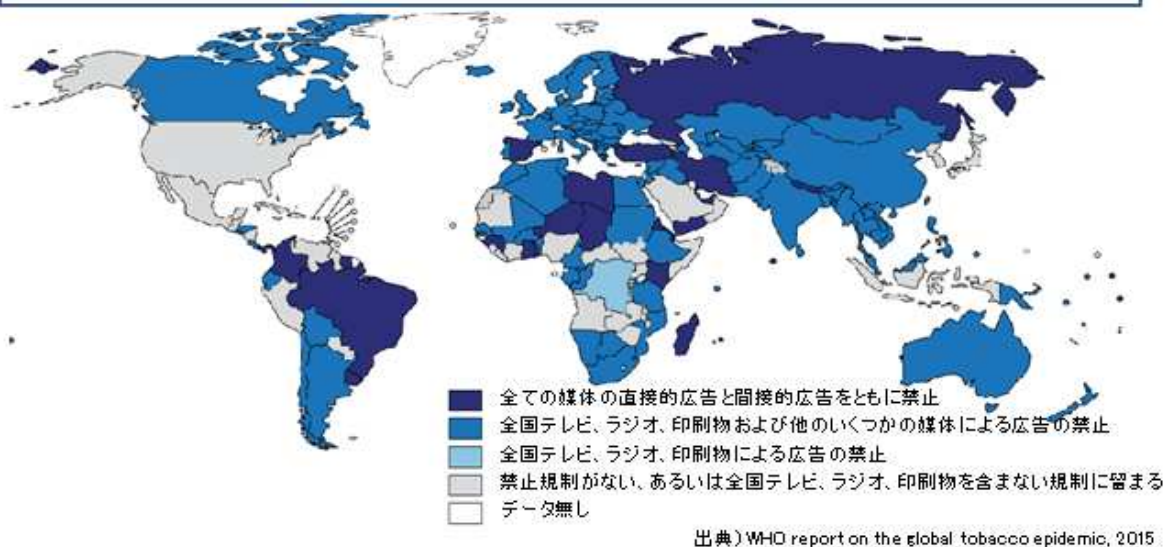 全ての媒体の直接的広告と間接的広告をともに禁止
全国テレビ、ラジオ、印刷物および他のいくつかの媒体による広告の禁止
全国テレビ、ラジオ、印刷物による広告の禁止
禁止規制がない、あるいは全国テレビ、ラジオ、印刷物を含まない規制に留まる
データ無し
出典)WHO report on the global tobacco epidemic, 2015